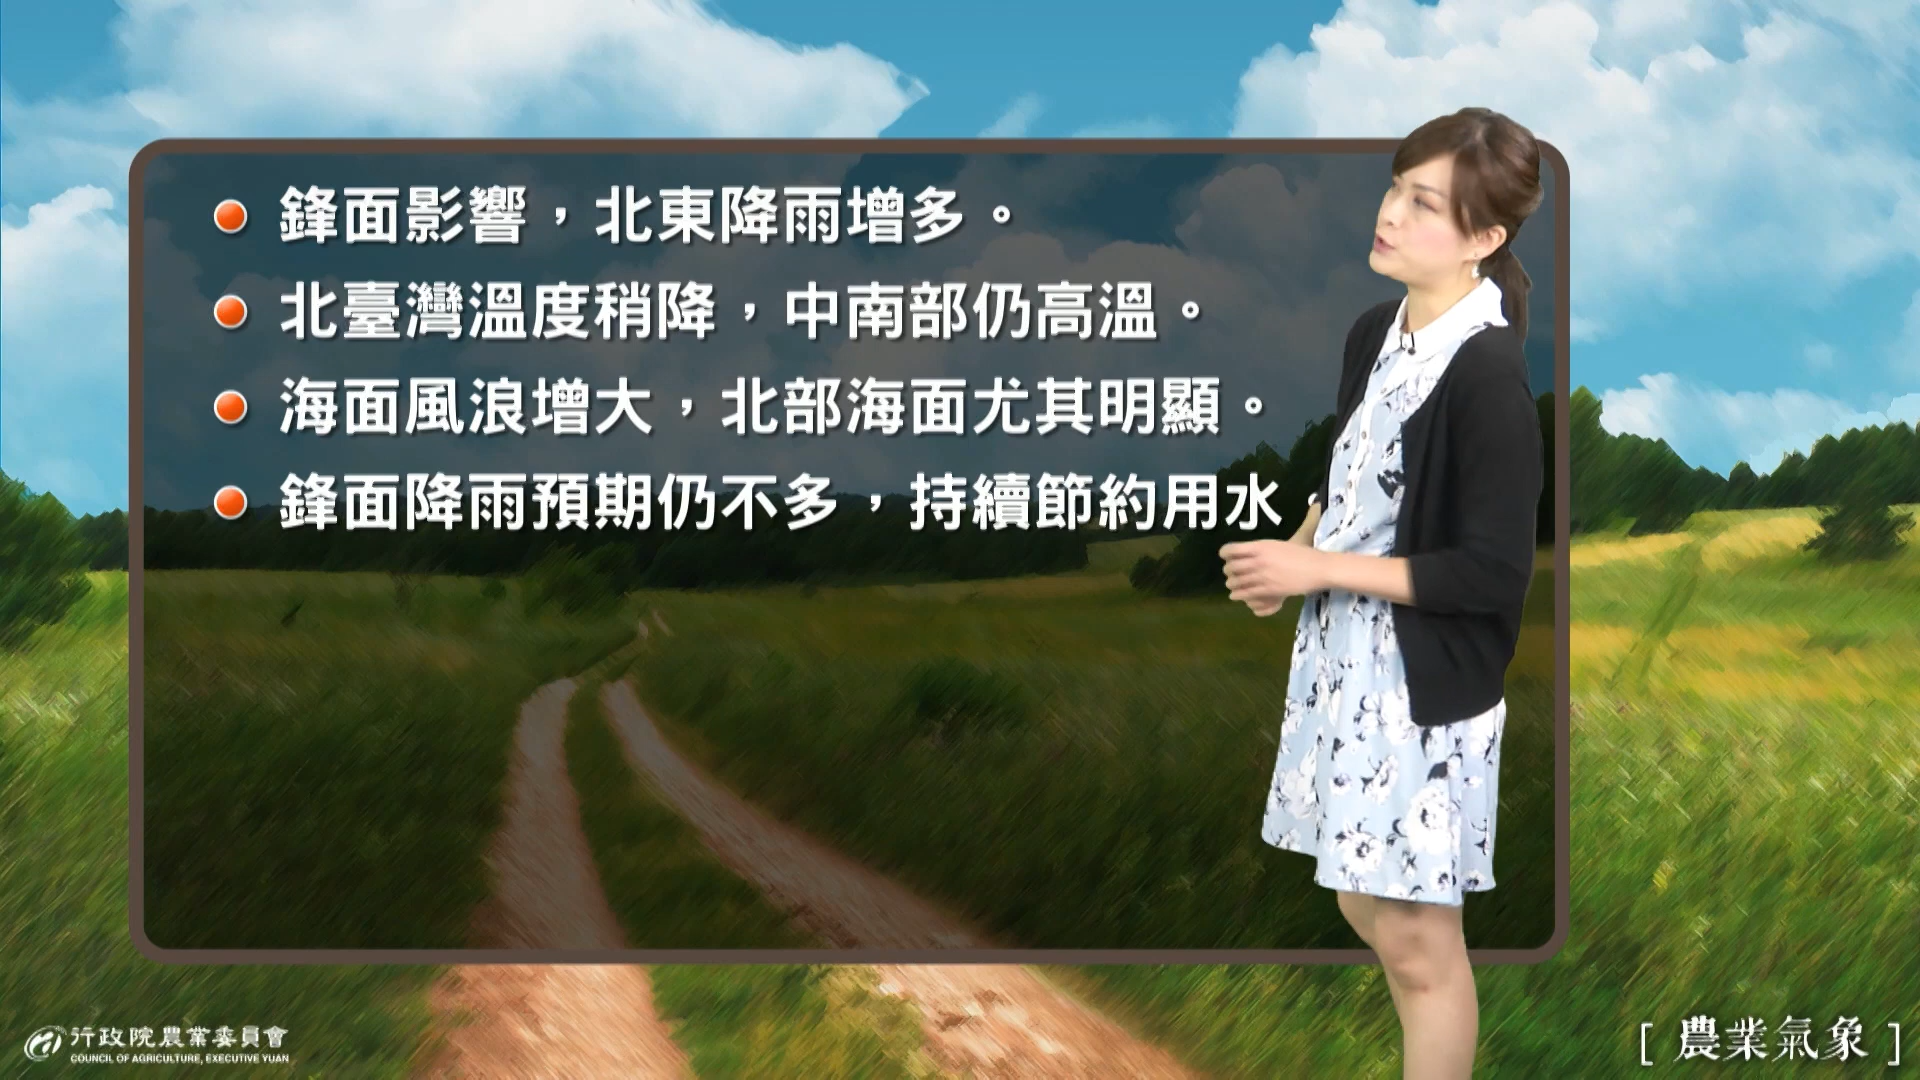 鋒面影響，北東降雨增多。
北臺灣溫度稍降，中南部仍高溫。
海面風浪增大，北部海面尤其明顯。
鋒面降雨預期仍不多，持續節約用水。
行政院農業委員會
COUNCIL OF AGRICULTURE, EXECUTIVE YUAN
[ 農業氣象 ]